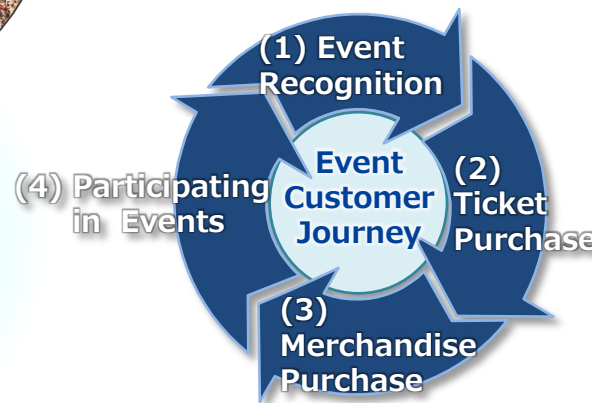 (1) Event
Recognition
(2)
Ticket
Purchase
(3)
Merchandise
Purchase
(4) Participating
in Events
Event
Customer
Journey